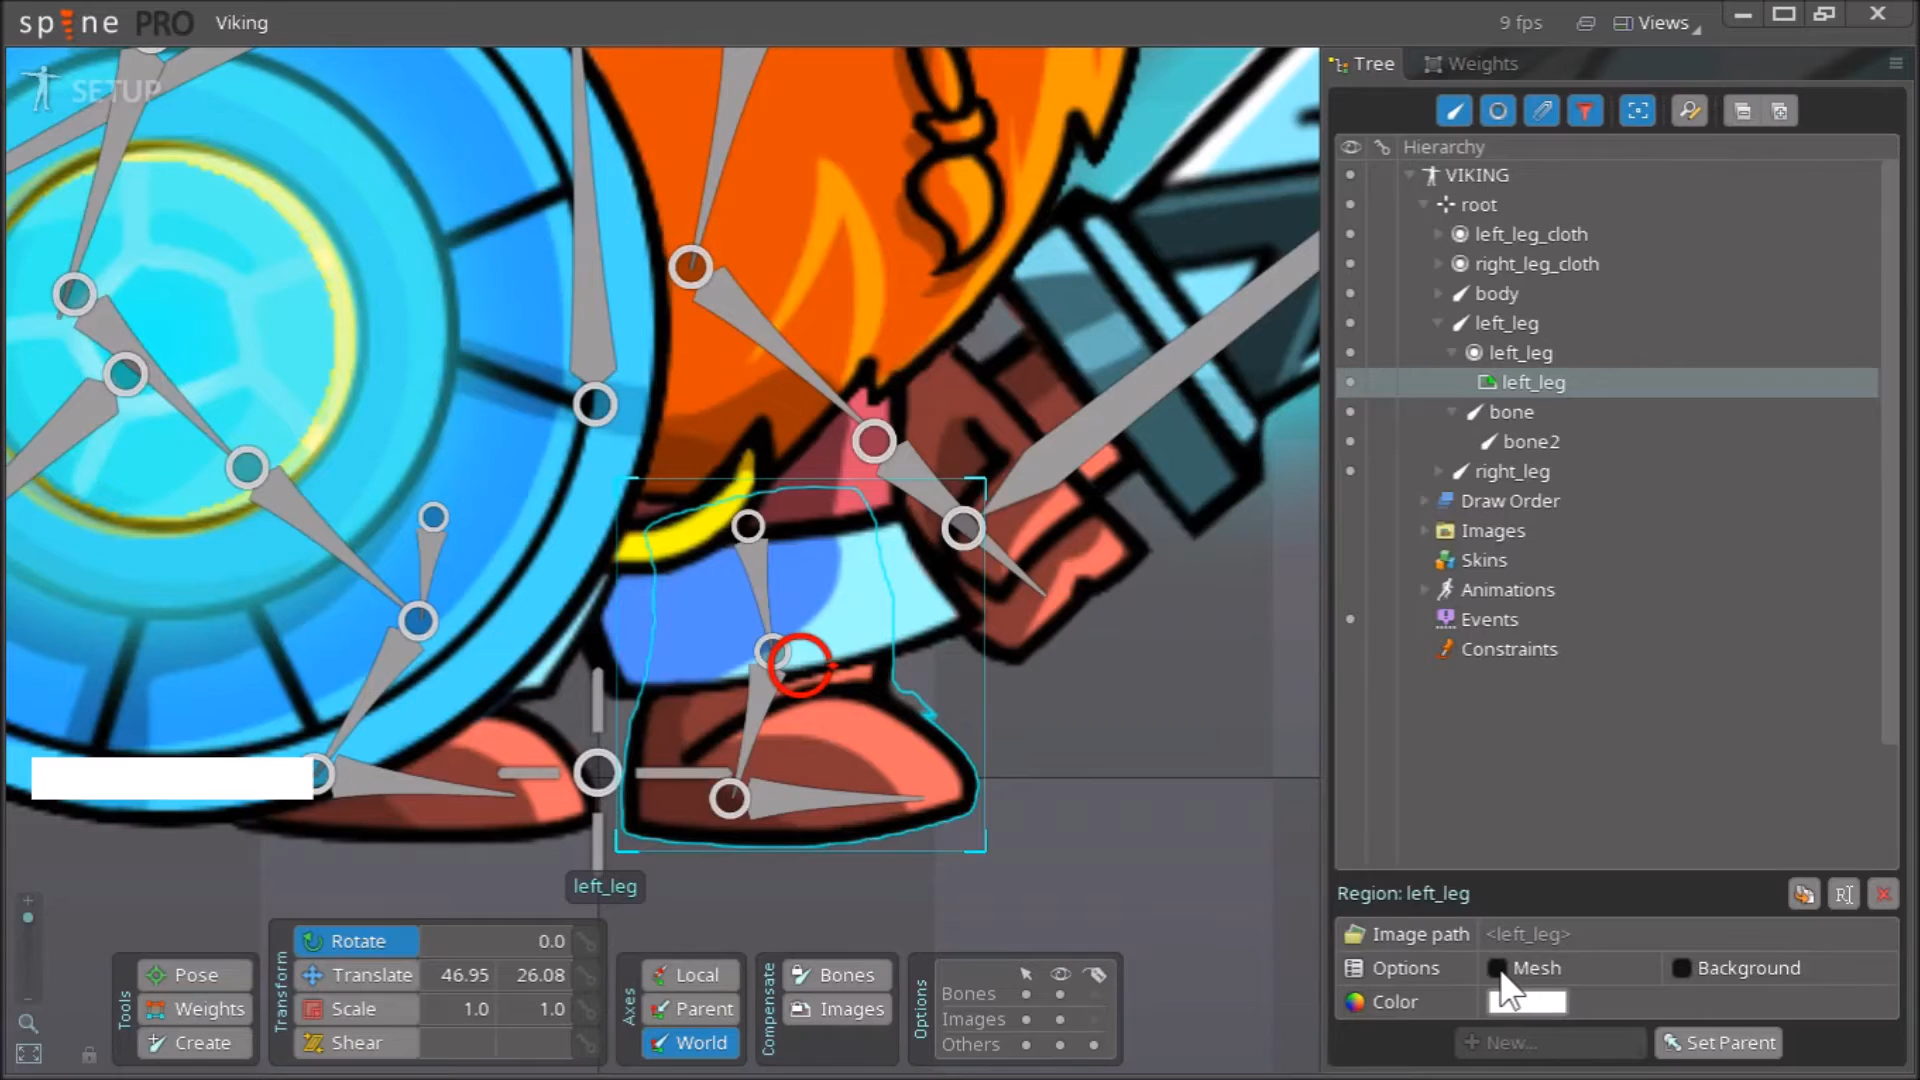 spine PRO Viking
9 fps Views
SETUP
Tree Weights
Hierarchy
VIKING
root
left_leg_cloth
right_leg_cloth
body
left_leg
left_leg
left_leg
bone
bone2
right_leg
Draw Order
Images
Skins
Animations
Events
Constraints
left_leg
Region: left_leg
Image path <left_leg>
Options Mesh Background
Color
New... Set Parent
Tools
Pose
Weights
Create
Transform
Rotate 0.0
Translate 46.95 26.08
Scale 1.0 1.0
Shear
Axes
Local
Parent
World
Compensate
Bones
Images
Options
Bones
Images
Others